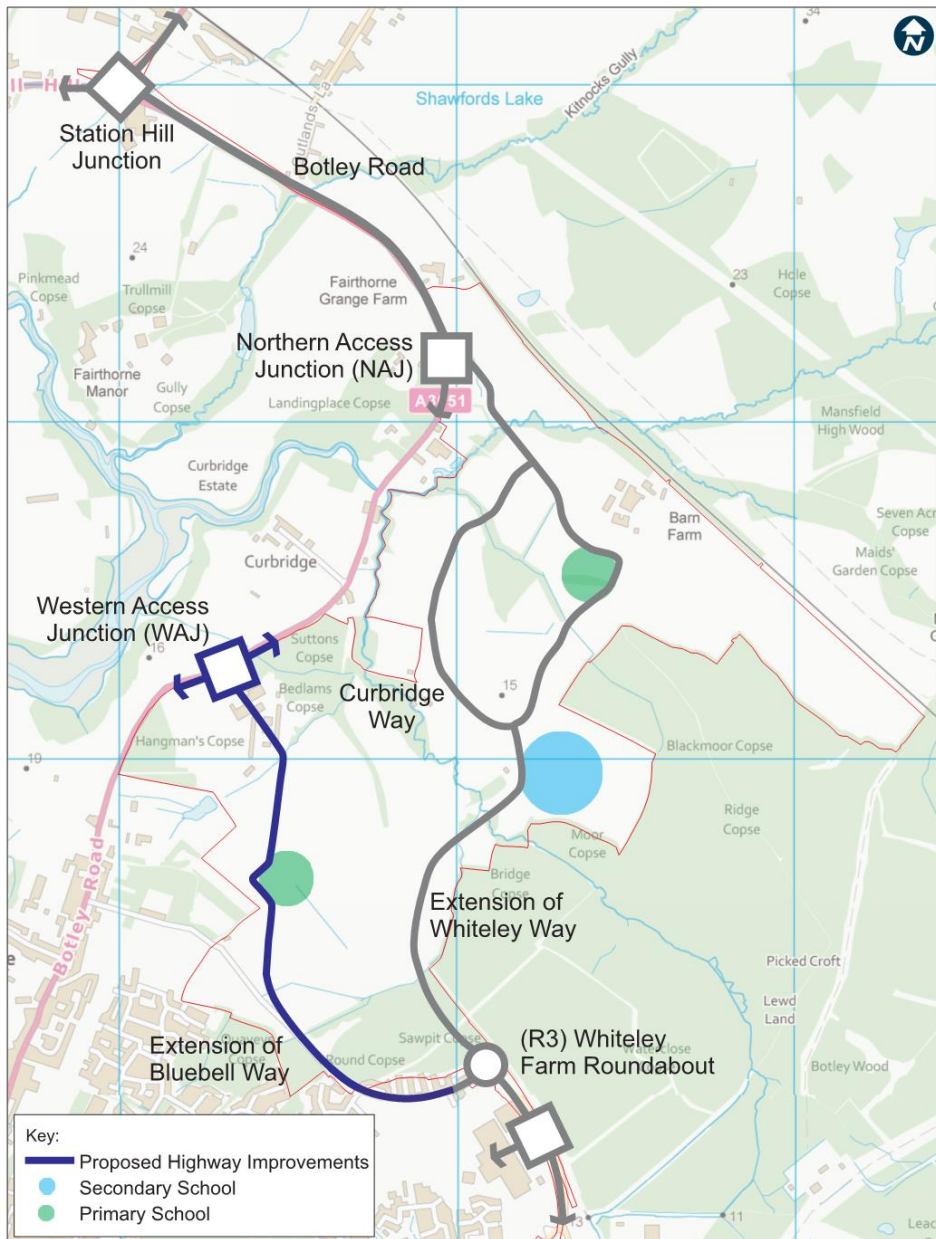 N
34
Shawfords Lake
Kitnocks Gully
Station Hill
Junction
Botley Road
24
Pinkmead
Copse
Trullmill
Copse
Fairthorne
Grange Farm
23
Hole
Copse
Northern Access
Junction (NAJ)
Fairthorne
Manor
Gully
Copse
Landingplace Copse
Mansfield
High Wood
Curbridge
Estate
Barn
Farm
Seven
Copse
Maids'
Garden Copse
Curbridge
Western Access
Junction (WAJ)
16
Suttons
Copse
Bedlams
Copse
Curbridge
Way
15
Hangman's Copse
19
Blackmoor Copse
Ridge
Copse
Moor
Copse
Bridge
Botley Road
Extension of
Whiteley Way
Picked Croft
Lewd
Land
Extension of
Bluebell Way
Copse
Round Copse
Sawpit
(R3) Whiteley
Farm Roundabout
Botley Wood
Key:
Proposed Highway Improvements
Secondary School
Primary School
13
11